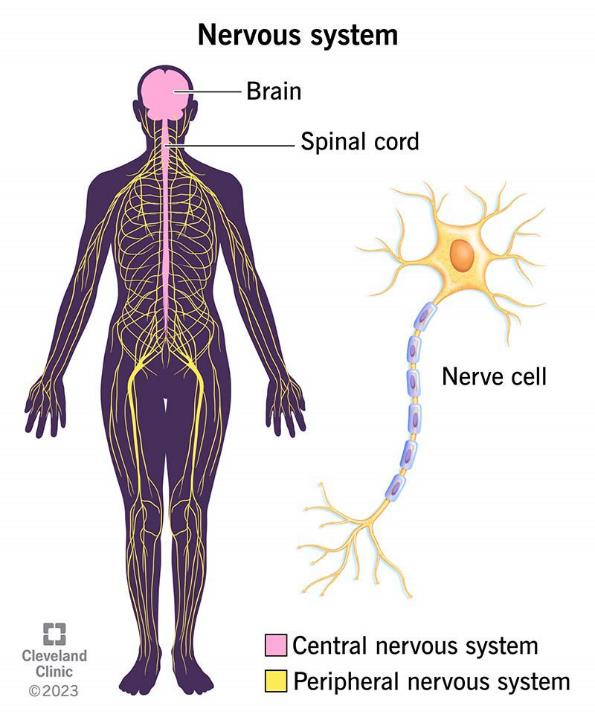 Nervous system
Brain
Spinal cord
Nerve cell
Central nervous system
Peripheral nervous system
Cleveland
Clinic
©2023